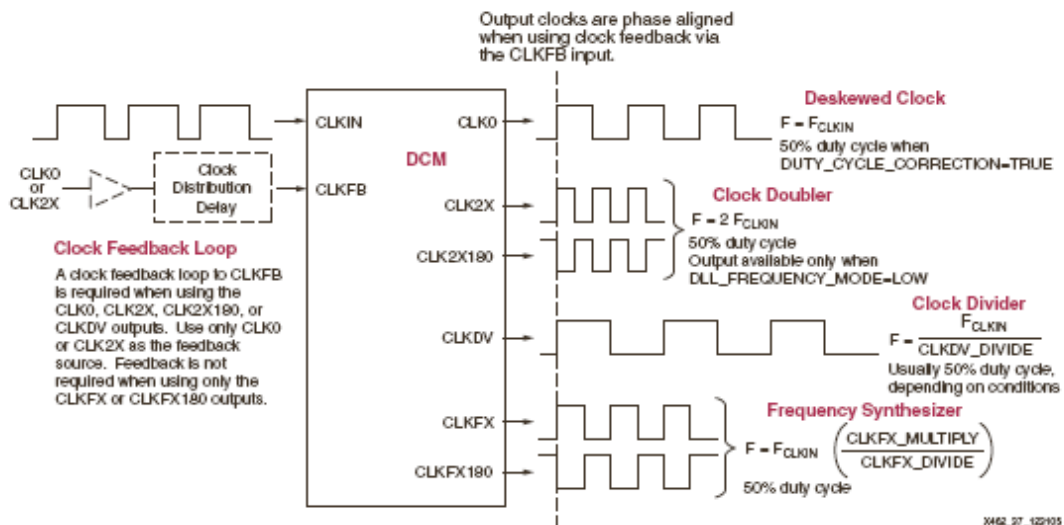 Output clocks are phase aligned
when using clock feedback via
the CLKFB input.
CLKIN
CLK0
Deskewed Clock
F = F_CLKIN
50% duty cycle when
DUTY_CYCLE_CORRECTION=TRUE
DCM
CLK0
or
CLK2X
Clock
Distribution
Delay
CLKFB
CLK2X
Clock Doubler
F = 2 F_CLKIN
50% duty cycle
Output available only when
DLL_FREQUENCY_MODE=LOW
CLK2X180
Clock Feedback Loop
A clock feedback loop to CLKFB
is required when using the
CLK0, CLK2X, CLK2X180, or
CLKDV outputs. Use only CLK0
or CLK2X as the feedback
source. Feedback is not
required when using only the
CLKFX or CLKFX180 outputs.
CLKDV
Clock Divider
F = F_CLKIN
CLKDV_DIVIDE
Usually 50% duty cycle,
depending on conditions
CLKFX
Frequency Synthesizer
F = F_CLKIN (CLKFX_MULTIPLY
CLKFX_DIVIDE)
50% duty cycle
CLKFX180